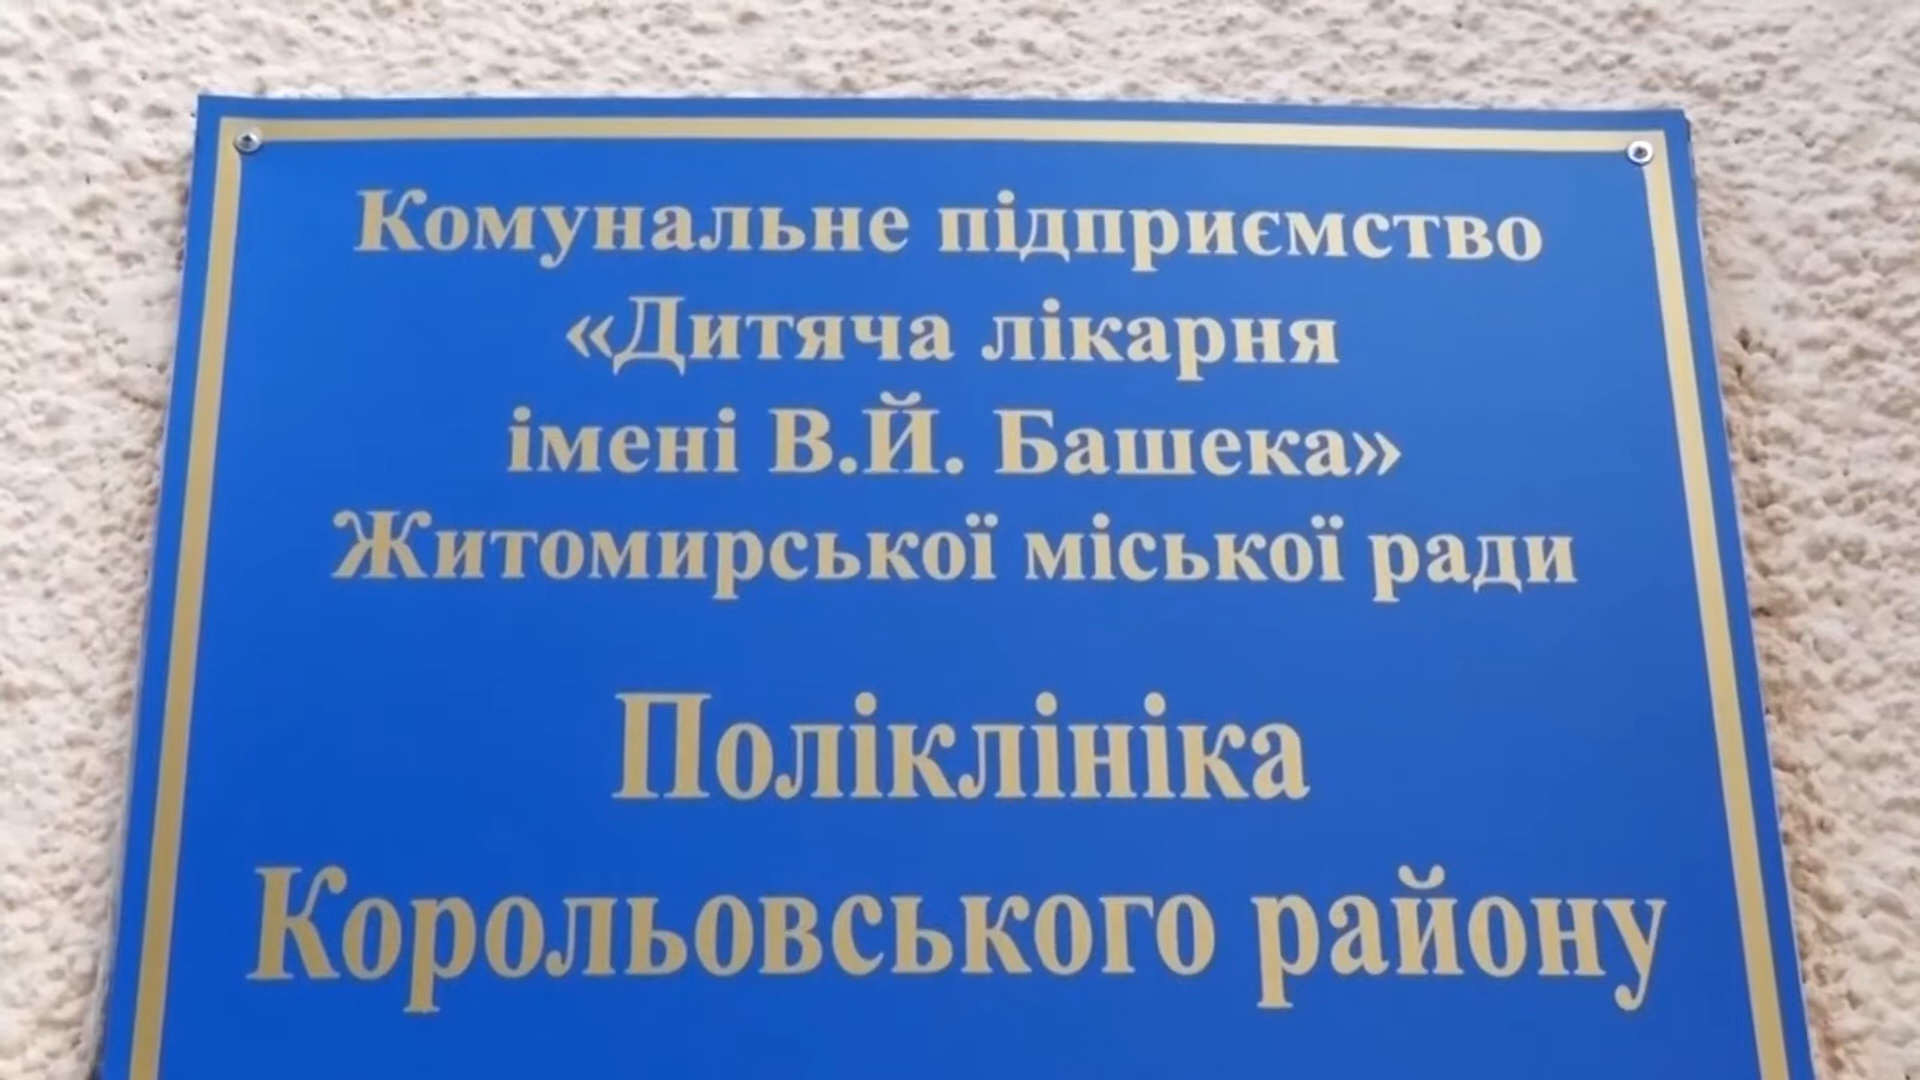 Комунальне підприємство
«Дитяча лікарня
імені В.Й. Башека»
Житомирської міської ради
Поліклініка
Корольовського району